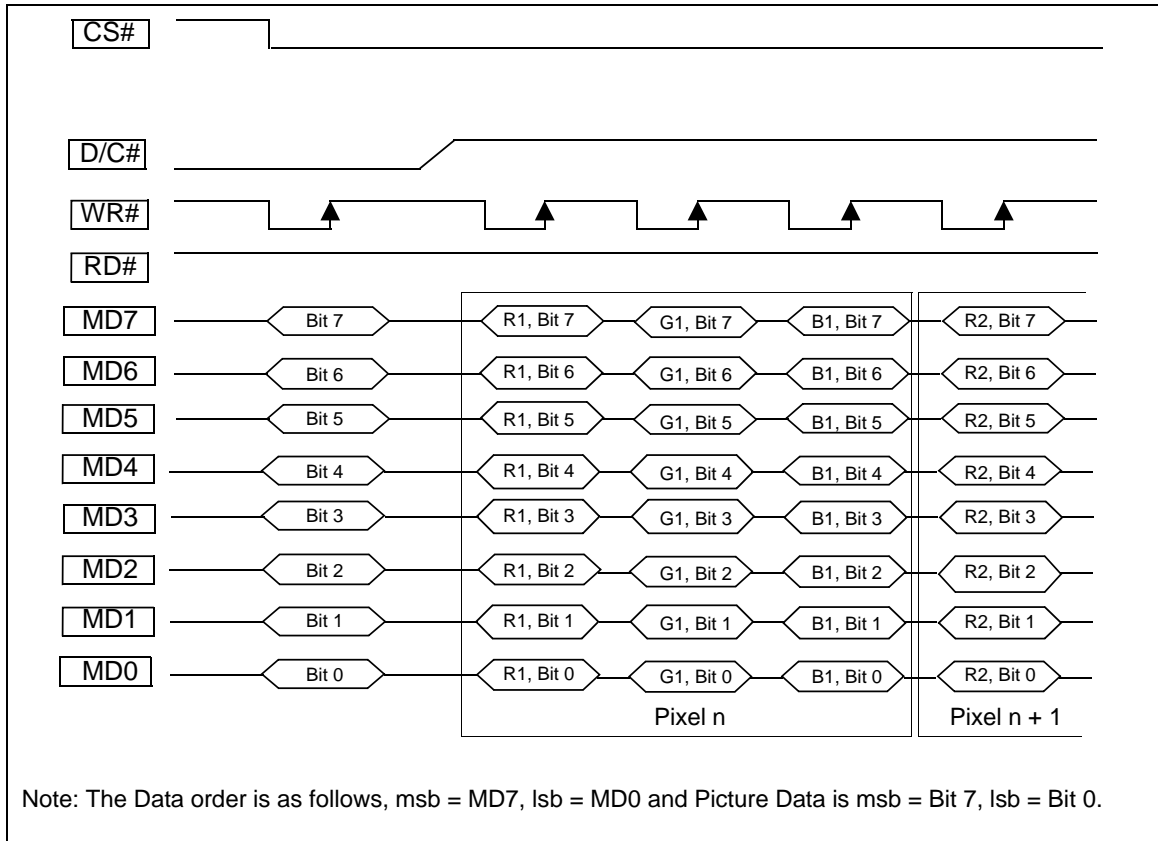 CS#
D/C#
WR#
RD#
MD7 Bit 7 R1, Bit 7 G1, Bit 7 B1, Bit 7 R2, Bit 7
MD6 Bit 6 R1, Bit 6 G1, Bit 6 B1, Bit 6 R2, Bit 6
MD5 Bit 5 R1, Bit 5 G1, Bit 5 B1, Bit 5 R2, Bit 5
MD4 Bit 4 R1, Bit 4 G1, Bit 4 B1, Bit 4 R2, Bit 4
MD3 Bit 3 R1, Bit 3 G1, Bit 3 B1, Bit 3 R2, Bit 3
MD2 Bit 2 R1, Bit 2 G1, Bit 2 B1, Bit 2 R2, Bit 2
MD1 Bit 1 R1, Bit 1 G1, Bit 1 B1, Bit 1 R2, Bit 1
MD0 Bit 0 R1, Bit 0 G1, Bit 0 B1, Bit 0 R2, Bit 0
Pixel n Pixel n + 1
Note: The Data order is as follows, msb = MD7, lsb = MD0 and Picture Data is msb = Bit 7, lsb = Bit 0.